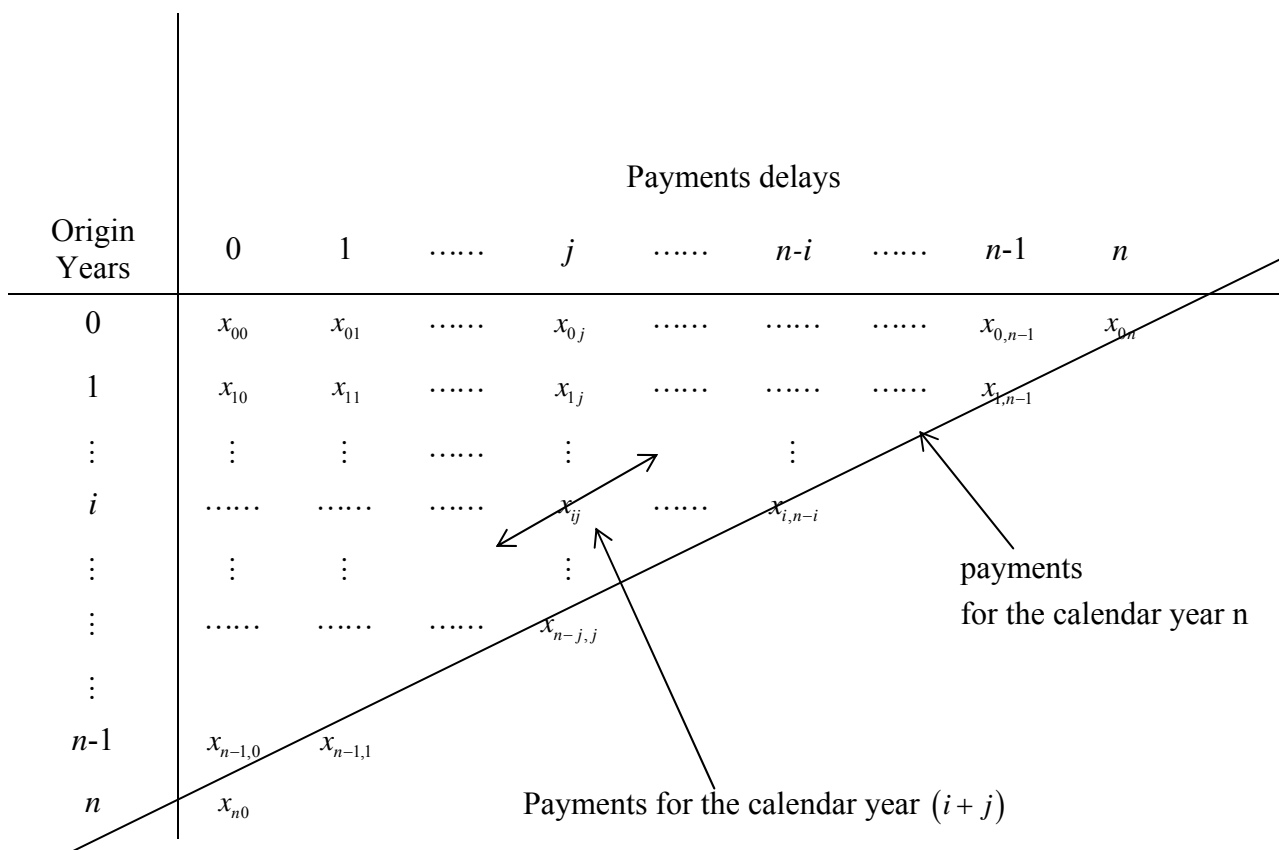 Payments delays
Origin Years 0 1 …… j …… n-i …… n-1 n
0 x₀₀ x₀₁ …… x₀ⱼ …… …… …… x₀,ₙ₋₁ x₀ₙ
1 x₁₀ x₁₁ …… x₁ⱼ …… …… …… x₁,ₙ₋₁
⋮ ⋮ ⋮ …… ⋮ ⋮
i …… …… …… xᵢⱼ …… xᵢ,ₙ₋ᵢ
⋮ ⋮ ⋮ ⋮
payments
for the calendar year n
⋮ …… …… …… xₙ₋ⱼ,ⱼ
⋮
n-1 xₙ₋₁,₀ xₙ₋₁,₁
n xₙ₀
Payments for the calendar year (i + j)